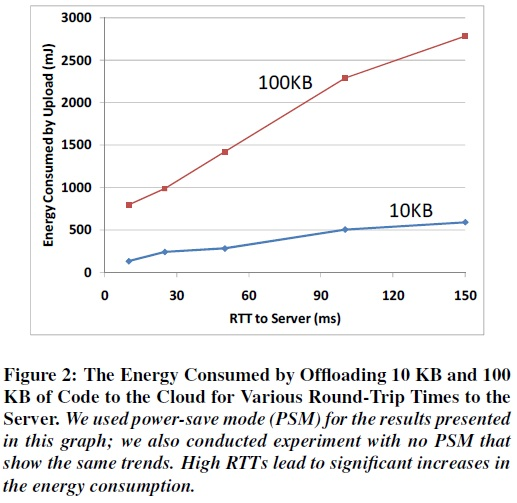 3000
2500
2000
1500
1000
500
0
Energy Consumed by Upload (mJ)
100KB
10KB
0 30 60 90 120 150
RTT to Server (ms)
Figure 2: The Energy Consumed by Offloading 10 KB and 100
KB of Code to the Cloud for Various Round-Trip Times to the
Server. We used power-save mode (PSM) for the results presented
in this graph; we also conducted experiment with no PSM that
show the same trends. High RTTs lead to significant increases in
the energy consumption.